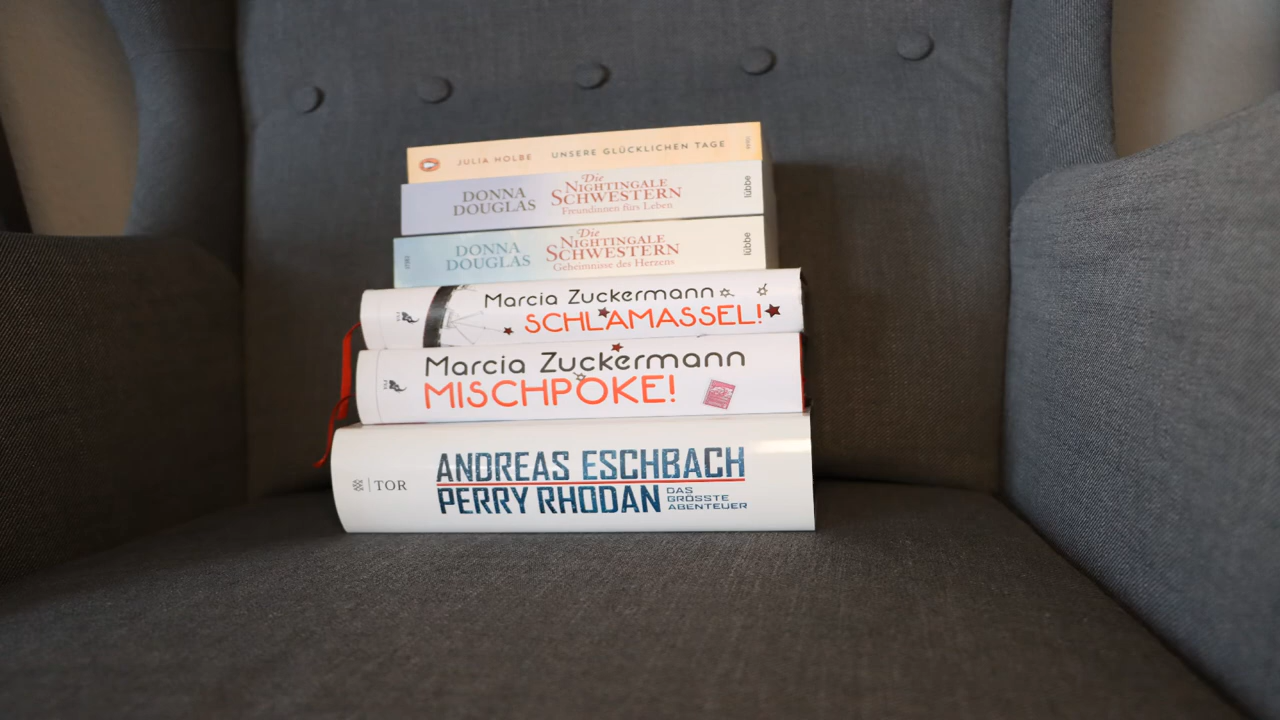 JULIA HOLBE UNSERE GLÜCKLICHEN TAGE
DONNA
DOUGLAS
Die
NIGHTINGALE
SCHWESTERN
Freundinnen fürs Leben
lübbe
DONNA
DOUGLAS
Die
NIGHTINGALE
SCHWESTERN
Geheimnisse des Herzens
lübbe
Marcia Zuckermann
SCHLAMASSEL!
Marcia Zuckermann
MISCHPOKE!
TOR
ANDREAS ESCHBACH
PERRY RHODAN
DAS
GRÖSSTE
ABENTEUER